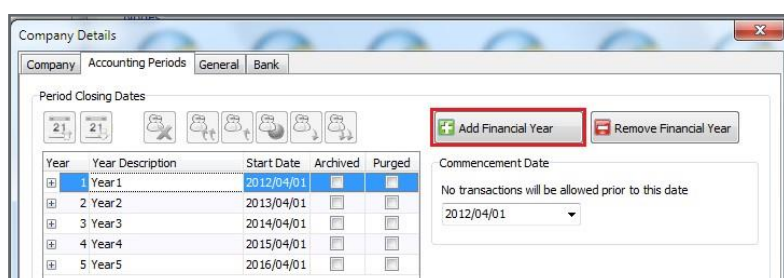 Company Details
Company Accounting Periods General Bank
Period Closing Dates
21 21 Add Financial Year Remove Financial Year
Year Year Description Start Date Archived Purged
1 Year1 2012/04/01
2 Year2 2013/04/01
3 Year3 2014/04/01
4 Year4 2015/04/01
5 Year5 2016/04/01
Commencement Date
No transactions will be allowed prior to this date
2012/04/01